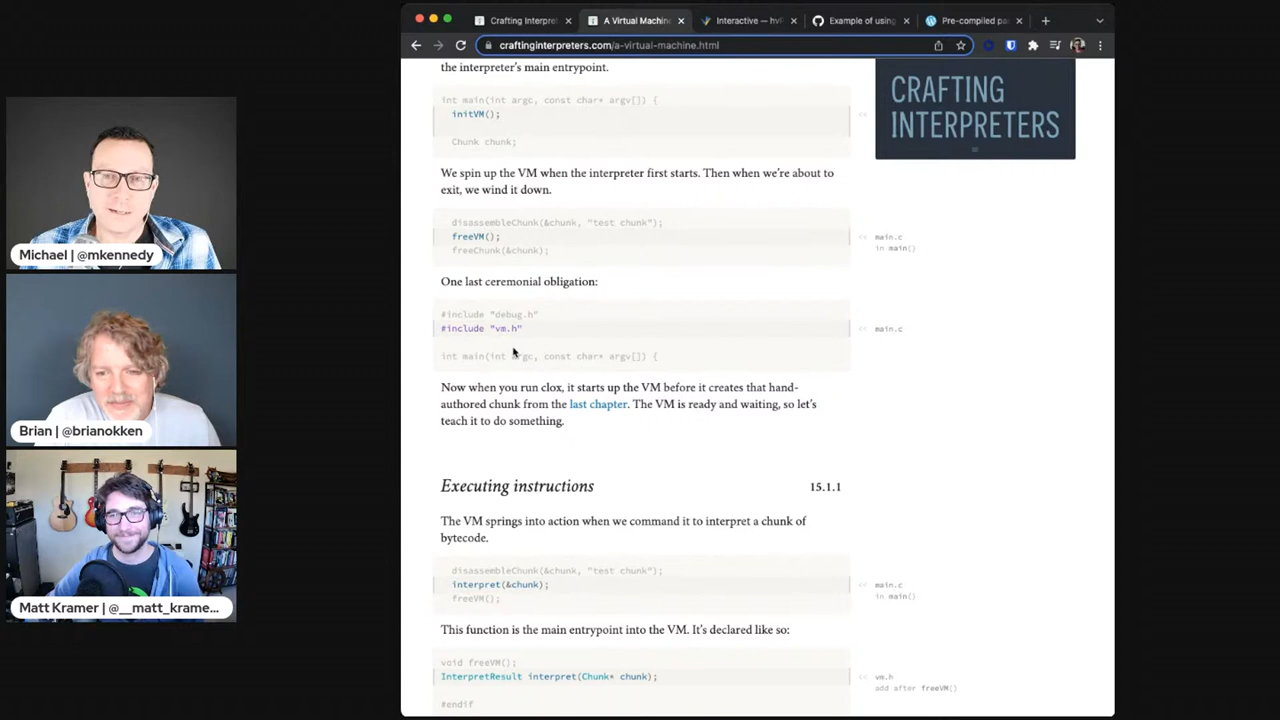 Michael | @mkennedy
Brian | @brianokken
Matt Kramer | @__matt_krame...
Crafting Interpre
A Virtual Machine
Interactive — hvP
Example of using
Pre-compiled pa
craftinginterpreters.com/a-virtual-machine.html
the interpreter's main entrypoint.
int main(int argc, const char* argv[]) {
initVM();
Chunk chunk;
We spin up the VM when the interpreter first starts. Then when we're about to
exit, we wind it down.
disassembleChunk(&chunk, "test chunk");
freeVM();
freeChunk(&chunk);
main.c
in main()
One last ceremonial obligation:
#include "debug.h"
#include "vm.h"
main.c
int main(int argc, const char* argv[]) {
Now when you run clox, it starts up the VM before it creates that hand-
authored chunk from the last chapter. The VM is ready and waiting, so let's
teach it to do something.
Executing instructions 15.1.1
The VM springs into action when we command it to interpret a chunk of
bytecode.
disassembleChunk(&chunk, "test chunk");
interpret(&chunk);
freeVM();
main.c
in main()
This function is the main entrypoint into the VM. It's declared like so:
void freeVM();
InterpretResult interpret(Chunk* chunk);
#endif
vm.h
add after freeVM()
CRAFTING
INTERPRETERS